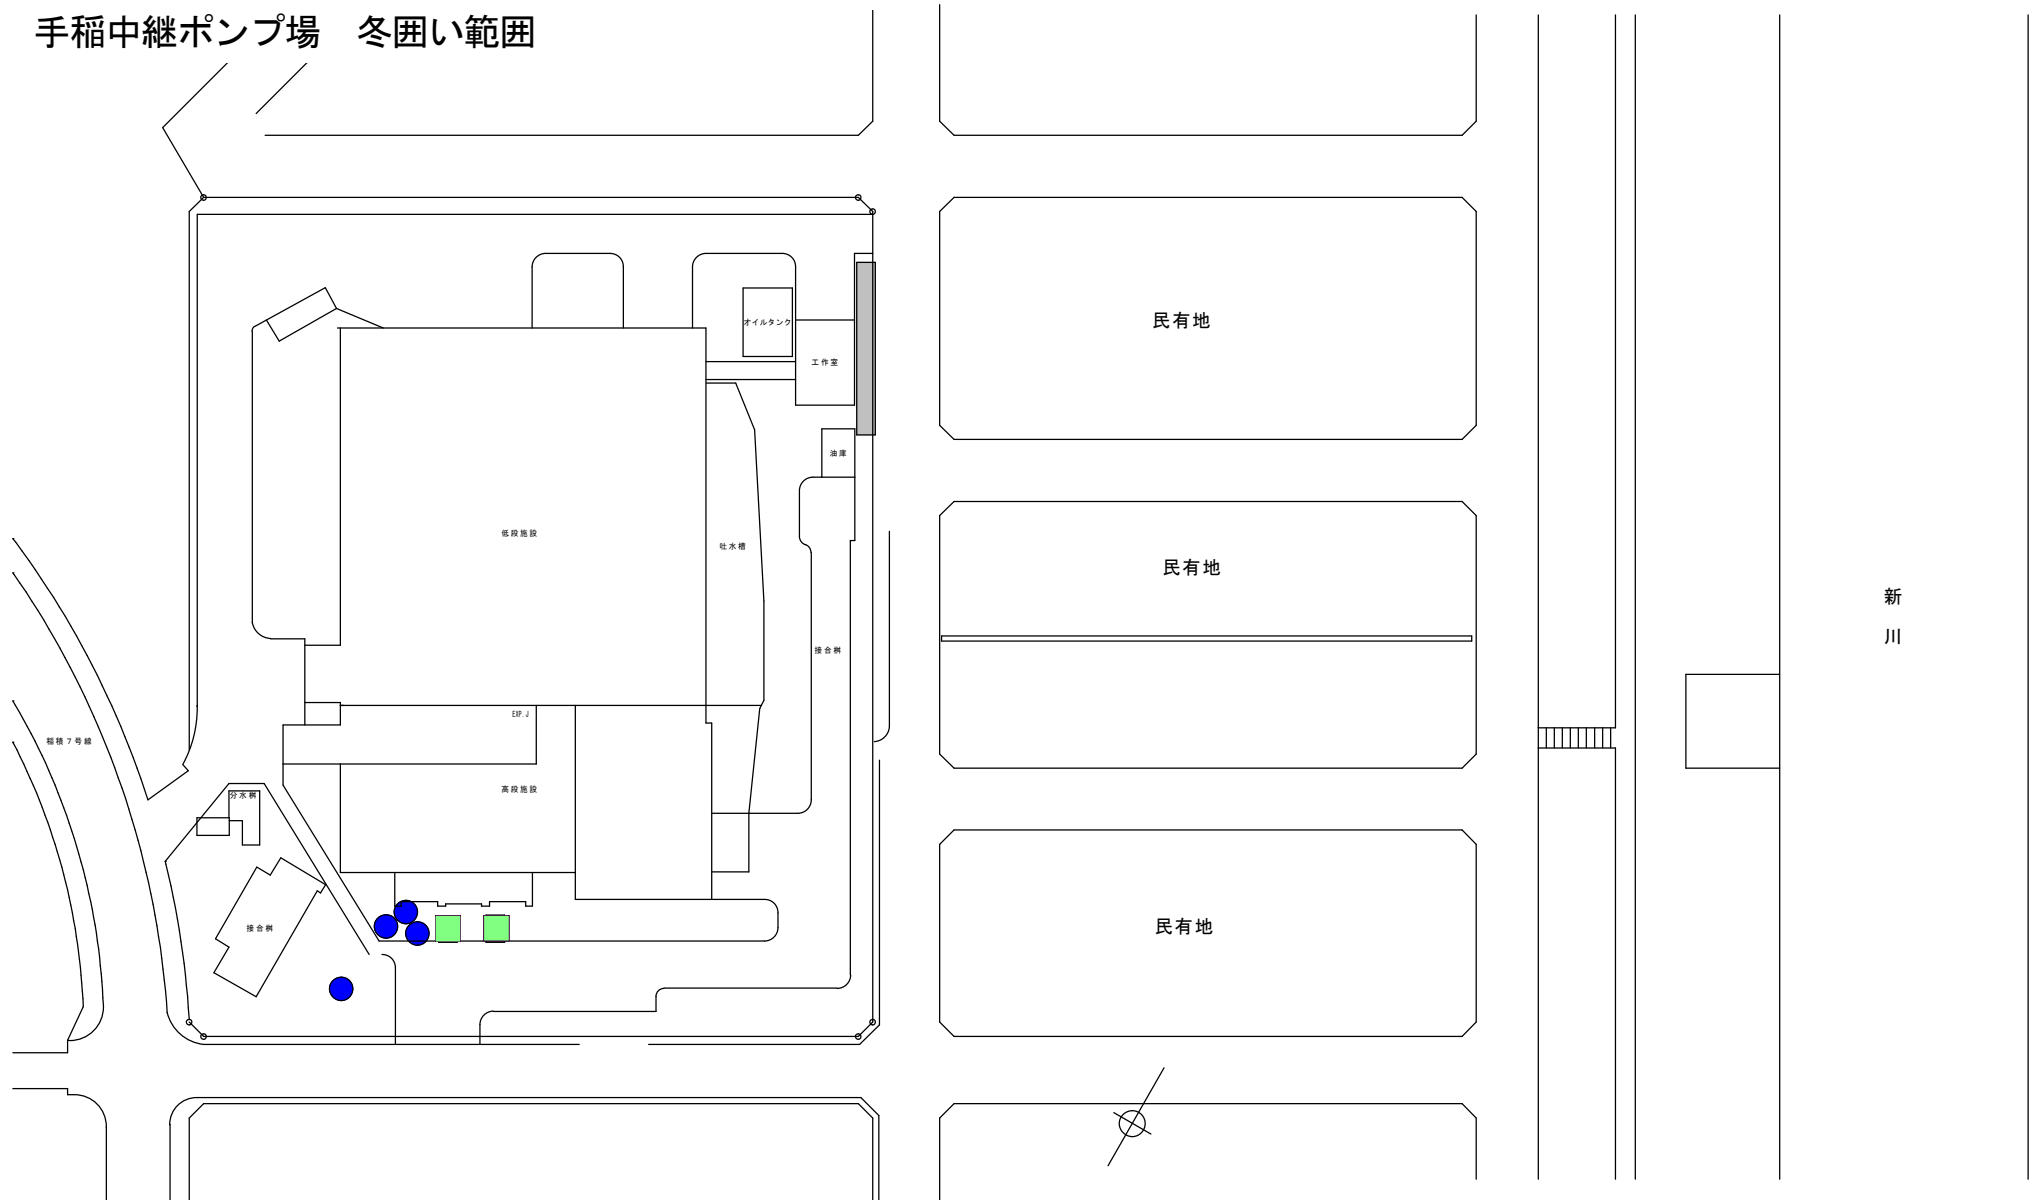 手稲中継ポンプ場　冬囲い範囲
オイルタンク
民有地
工作室
油庫
低段施設
吐水槽
民有地
新
川
接合桝
EXP.J
稲積７号線
高段施設
分水桝
接合桝
民有地